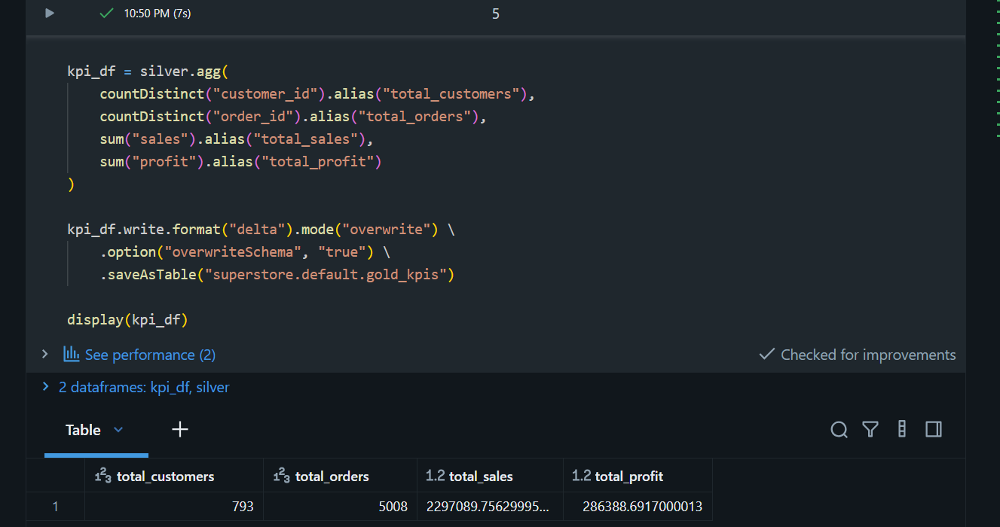 10:50 PM (7s)
5
kpi_df = silver.agg(
    countDistinct("customer_id").alias("total_customers"),
    countDistinct("order_id").alias("total_orders"),
    sum("sales").alias("total_sales"),
    sum("profit").alias("total_profit")
)
kpi_df.write.format("delta").mode("overwrite") \
    .option("overwriteSchema", "true") \
    .saveAsTable("superstore.default.gold_kpis")
display(kpi_df)
See performance (2) Checked for improvements
2 dataframes: kpi_df, silver
Table
123 total_customers 123 total_orders 1.2 total_sales 1.2 total_profit
1 793 5008 2297089.75629995... 286388.6917000013